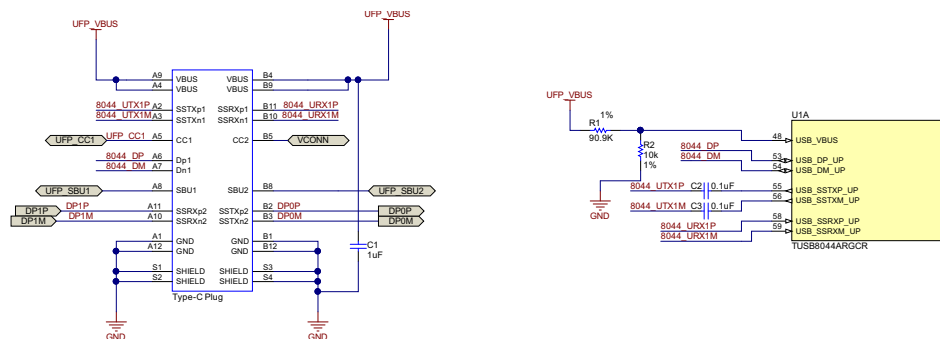 UFP_VBUS
UFP_VBUS
A9 VBUS VBUS B4
A4 VBUS VBUS B9
8044_UTX1P A2 SSTXp1 SSRXp1 B11 8044_URX1P
8044_UTX1M A3 SSTXn1 SSRXn1 B10 8044_URX1M
UFP_CC1 UFP_CC1 A5 CC1 CC2 B5 VCONN
8044_DP A6 Dp1
8044_DM A7 Dn1
UFP_SBU1 A8 SBU1 SBU2 B8 UFP_SBU2
DP1P DP1P A11 SSRXp2 SSTXp2 B2 DP0P DP0P
DP1M DP1M A10 SSRXn2 SSTXn2 B3 DP0M DP0M
A1 GND GND B1
A12 GND GND B12
C1
1uF
S1 SHIELD SHIELD S3
S2 SHIELD SHIELD S4
Type-C Plug
GND
GND
UFP_VBUS
1%
R1
90.9K
R2
10k
1%
GND
U1A
48 USB_VBUS
8044_DP 53 USB_DP_UP
8044_DM 54 USB_DM_UP
8044_UTX1P C2 0.1uF 55 USB_SSTXP_UP
8044_UTX1M C3 0.1uF 56 USB_SSTXM_UP
8044_URX1P 58 USB_SSRXP_UP
8044_URX1M 59 USB_SSRXM_UP
TUSB8044ARGCR